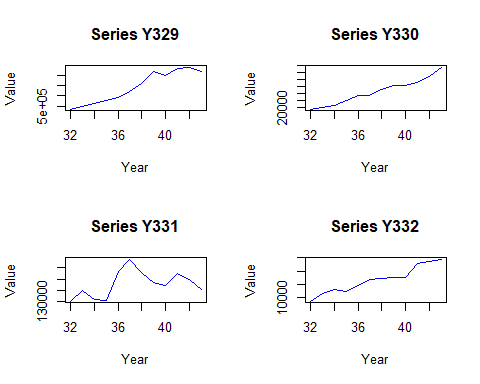 Series Y329
Value
5e+05
32 36 40
Year
Series Y330
Value
20000
32 36 40
Year
Series Y331
Value
130000
32 36 40
Year
Series Y332
Value
10000
32 36 40
Year